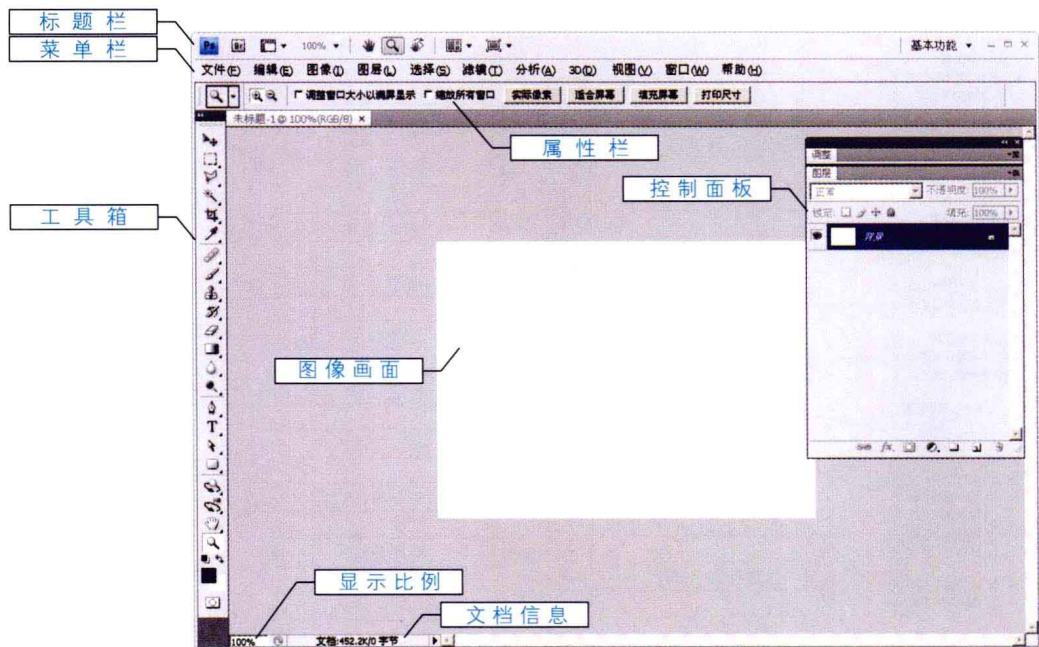 标题栏
菜单栏
Ps Br 100% 基本功能
文件(F) 编辑(E) 图像(I) 图层(L) 选择(S) 滤镜(T) 分析(A) 3D(D) 视图(V) 窗口(W) 帮助(H)
调整窗口大小以满屏显示 缩放所有窗口 实际像素 适合屏幕 填充屏幕 打印尺寸
未标题-1 @ 100%(RGB/8) ×
属性栏
调整
图层
控制面板
正常 不透明度: 100%
锁定: 填充: 100%
背景
工具箱
图像画面
T
fx
显示比例
文档信息
100% 文档:452.2K/0 字节